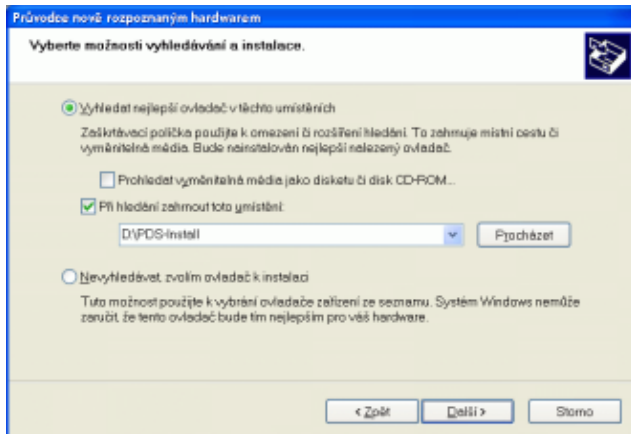 Průvodce nově rozpoznaným hardwarem
Vyberte možnosti vyhledávání a instalace.
Vyhledat nejlepší ovladač v těchto umístěních
Zaškrtávací políčka použijte k omezení či rozšíření hledání. To zahrnuje místní cestu či
vyměnitelná média. Bude nainstalován nejlepší nalezený ovladač.
Prohledat vyměnitelná média jako disketu či disk CD-ROM...
Při hledání zahrnout toto umístění:
D:\PDS-Install
Procházet
Nevyhledávat, zvolím ovladač k instalaci
Tuto možnost použijte k vybrání ovladače zařízení ze seznamu. Systém Windows nemůže
zaručit, že tento ovladač bude tím nejlepším pro váš hardware.
< Zpět Další > Storno